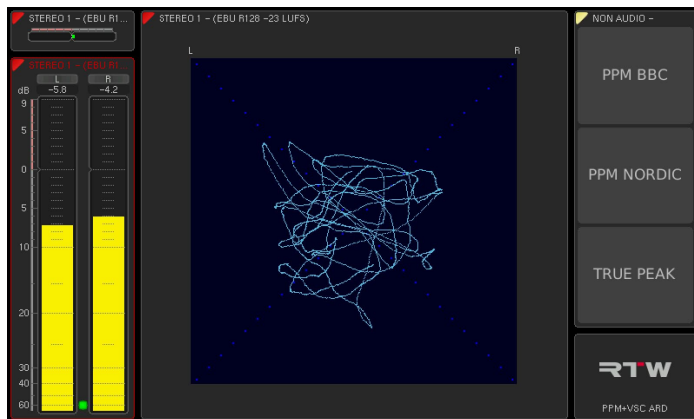 STEREO 1 – (EBU R1...
STEREO 1 – (EBU R1...
L R
dB -5.8 -4.2
9
5
0
5
10
20
30
40
60
STEREO 1 – (EBU R128 -23 LUFS)
L R
NON AUDIO –
PPM BBC
PPM NORDIC
TRUE PEAK
RTW
PPM+VSC ARD